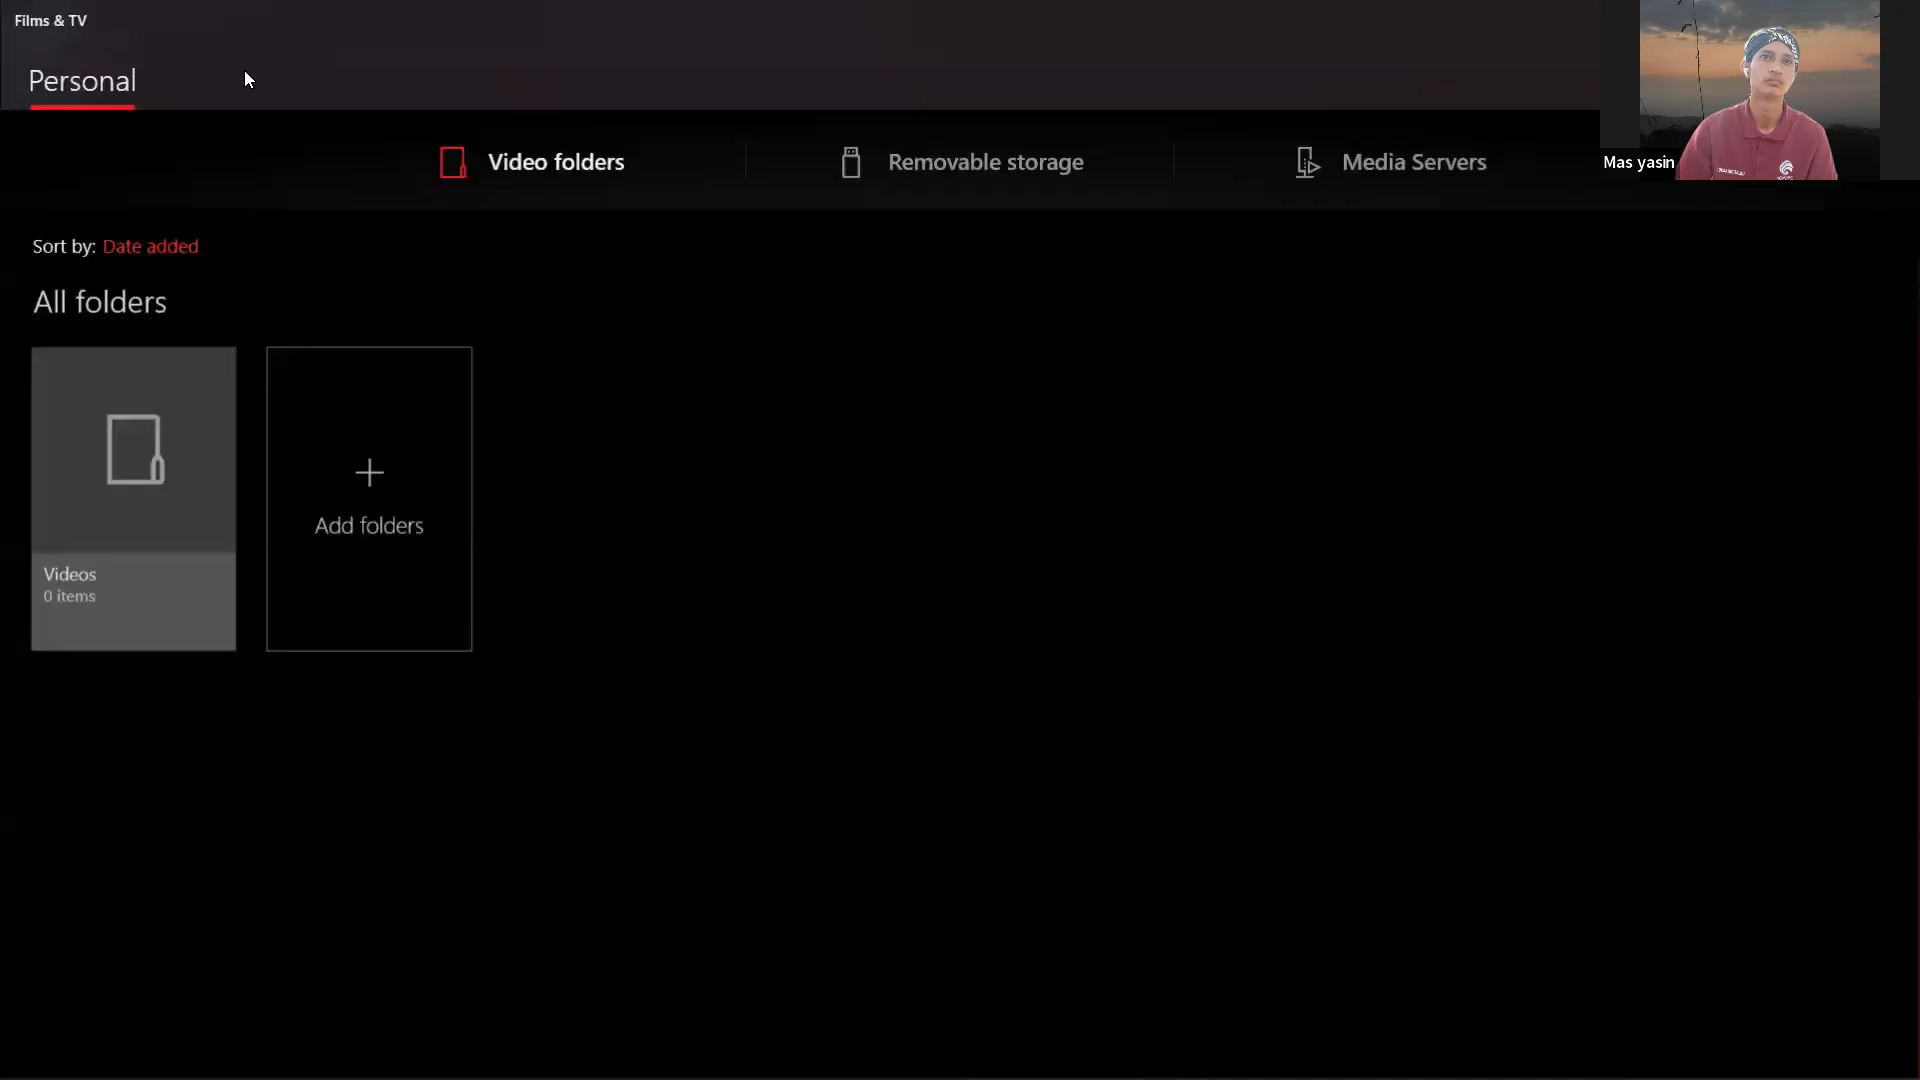 Films & TV
Personal
Video folders
Removable storage
Media Servers
Mas yasin
Sort by: Date added
All folders
Videos
0 items
Add folders